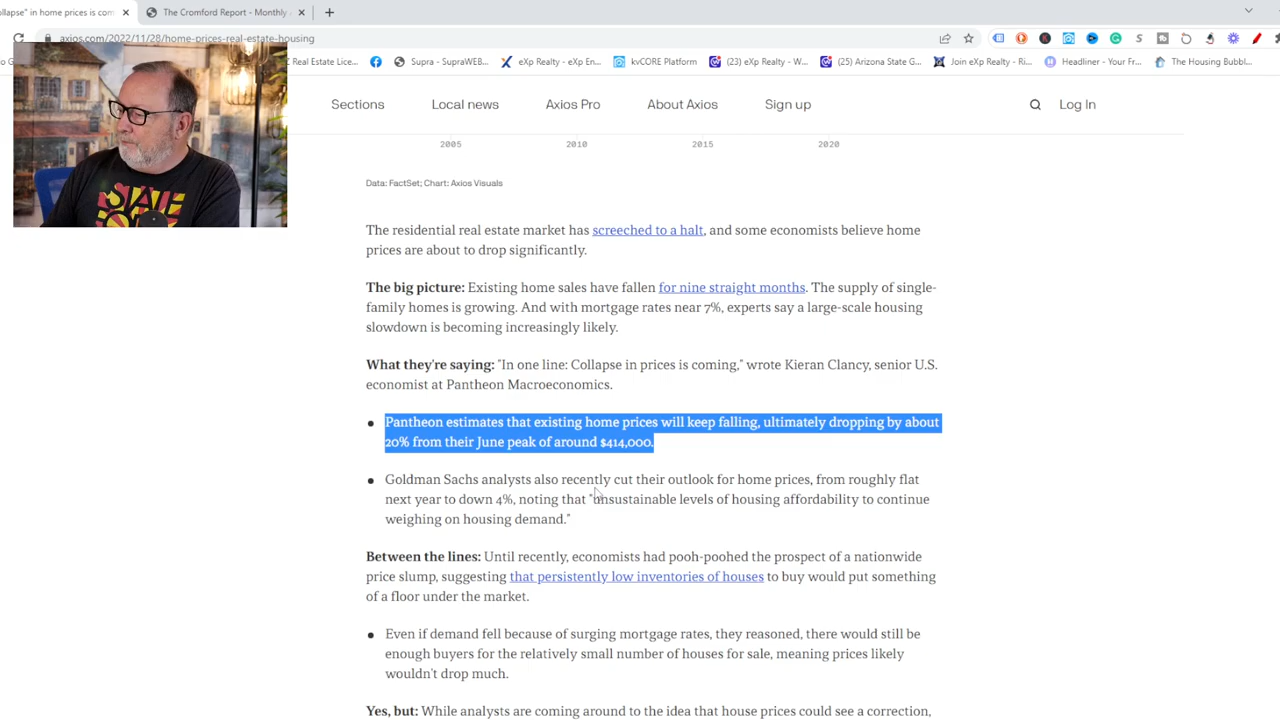 ollapse" in home prices is com
The Cromford Report - Monthly
axios.com/2022/11/28/home-prices-real-estate-housing
Z Real Estate Lice...
Supra - SupraWEB...
eXp Realty - eXp En...
kvCORE Platform
(23) eXp Realty - W...
(25) Arizona State G...
Join eXp Realty - Ri...
Headliner - Your Fr...
The Housing Bubbl...
Sections
Local news
Axios Pro
About Axios
Sign up
Log In
2005
2010
2015
2020
Data: FactSet; Chart: Axios Visuals
The residential real estate market has screeched to a halt, and some economists believe home
prices are about to drop significantly.
The big picture: Existing home sales have fallen for nine straight months. The supply of single-
family homes is growing. And with mortgage rates near 7%, experts say a large-scale housing
slowdown is becoming increasingly likely.
What they're saying: "In one line: Collapse in prices is coming," wrote Kieran Clancy, senior U.S.
economist at Pantheon Macroeconomics.
Pantheon estimates that existing home prices will keep falling, ultimately dropping by about
20% from their June peak of around $414,000.
Goldman Sachs analysts also recently cut their outlook for home prices, from roughly flat
next year to down 4%, noting that "unsustainable levels of housing affordability to continue
weighing on housing demand."
Between the lines: Until recently, economists had pooh-poohed the prospect of a nationwide
price slump, suggesting that persistently low inventories of houses to buy would put something
of a floor under the market.
Even if demand fell because of surging mortgage rates, they reasoned, there would still be
enough buyers for the relatively small number of houses for sale, meaning prices likely
wouldn't drop much.
Yes, but: While analysts are coming around to the idea that house prices could see a correction,